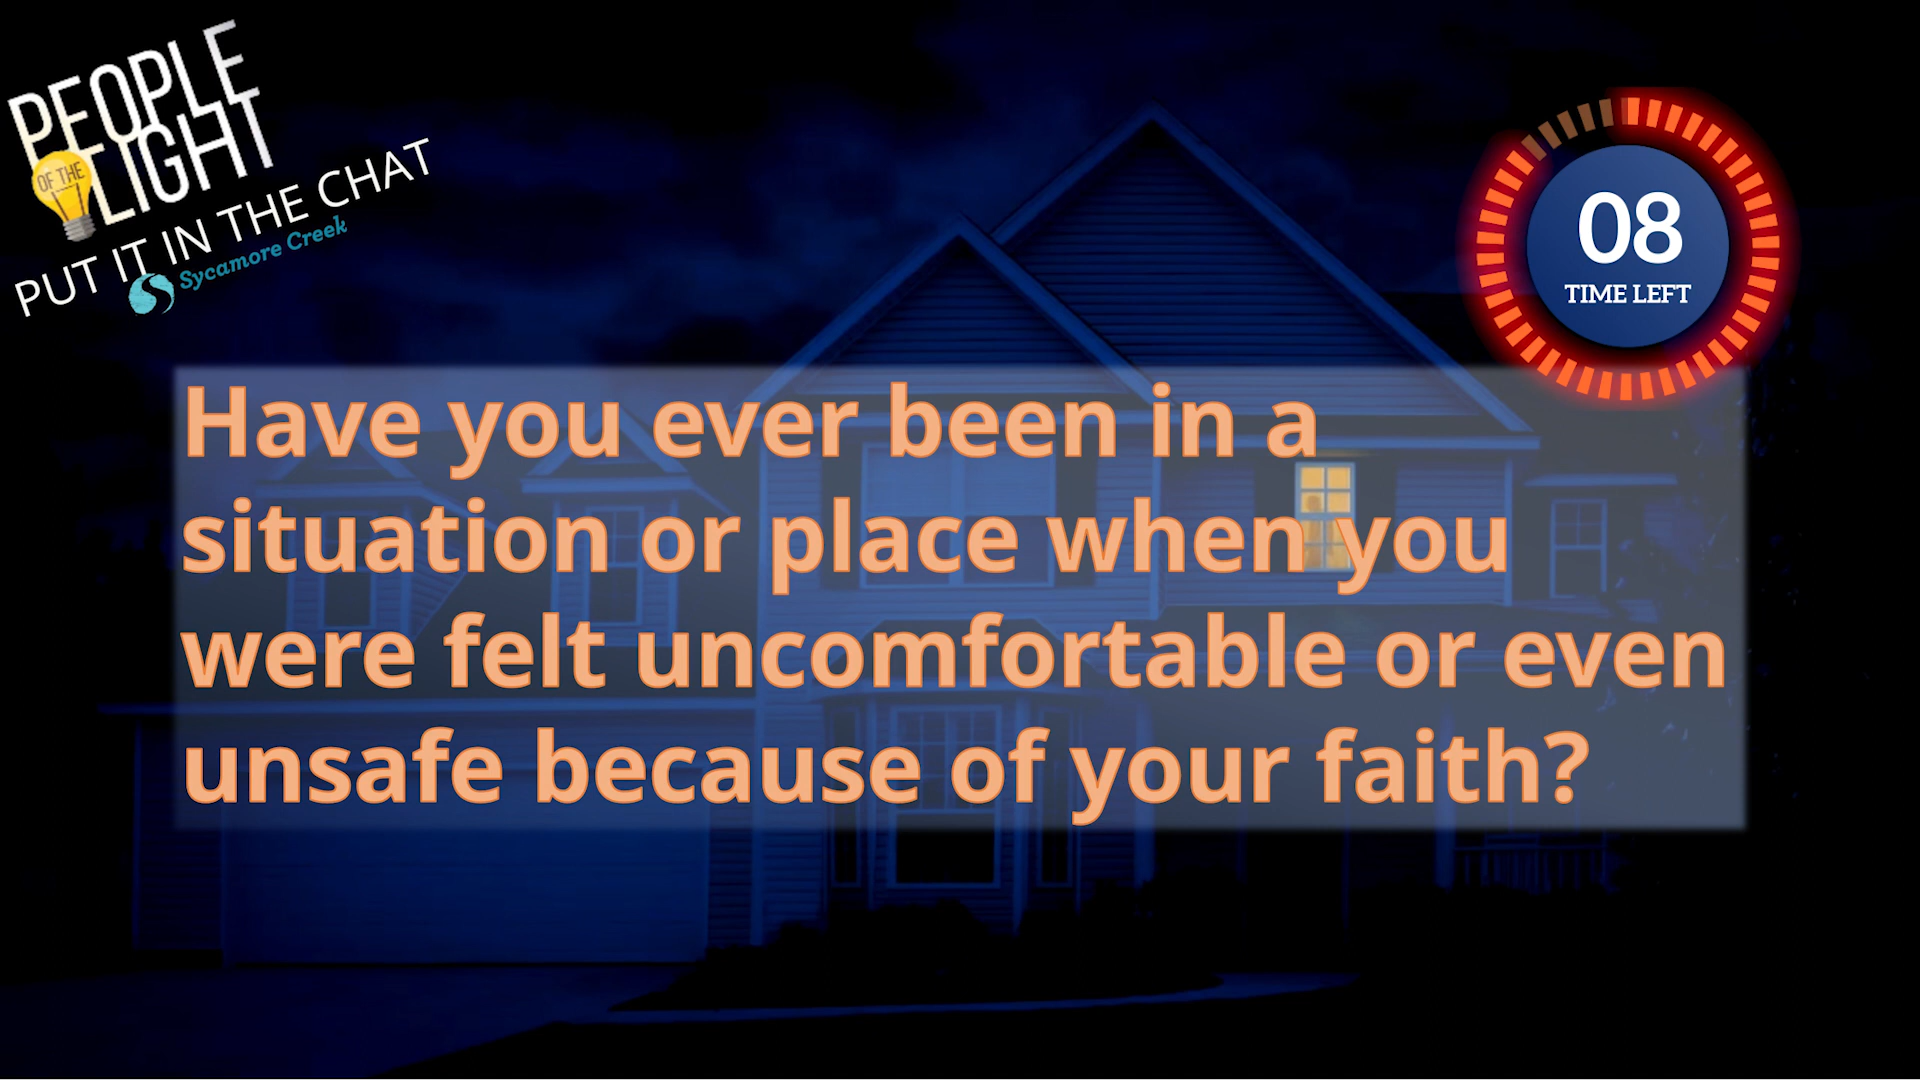 PEOPLE
OF THE
LIGHT
PUT IT IN THE CHAT
Sycamore Creek
08
TIME LEFT
Have you ever been in a
situation or place when you
were felt uncomfortable or even
unsafe because of your faith?